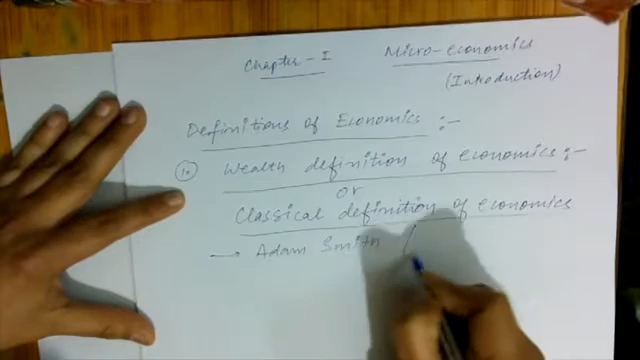 Chapter - I Micro-economics
(Introduction)
Definitions of Economics :-
1. Wealth definition of economics :-
or
Classical definition of economics
→ Adam Smith (